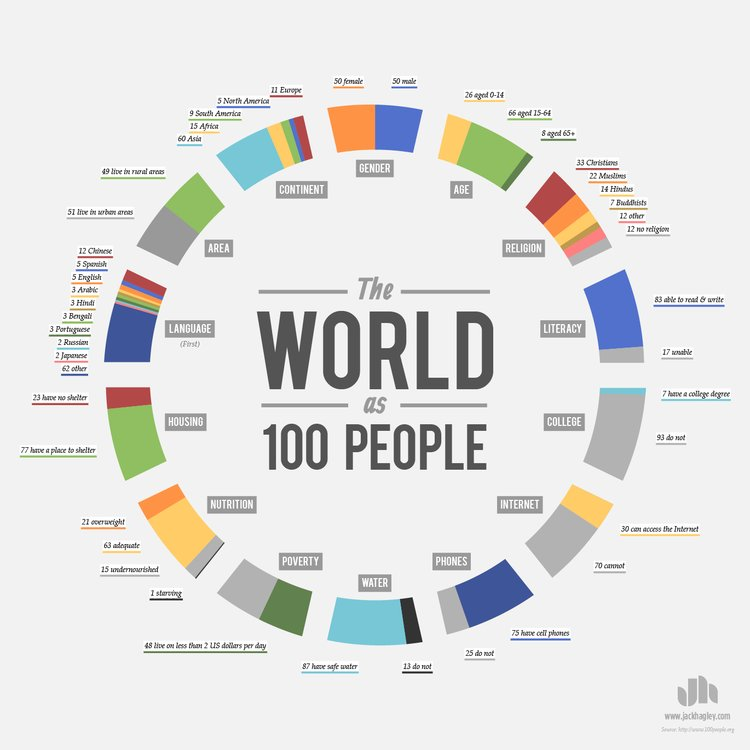 The
WORLD
as
100 PEOPLE
GENDER
50 female
50 male
AGE
26 aged 0-14
66 aged 15-64
8 aged 65+
RELIGION
33 Christians
22 Muslims
14 Hindus
7 Buddhists
12 other
12 no religion
LITERACY
83 able to read & write
17 unable
COLLEGE
7 have a college degree
93 do not
INTERNET
30 can access the Internet
70 cannot
PHONES
75 have cell phones
25 do not
WATER
87 have safe water
13 do not
POVERTY
48 live on less than 2 US dollars per day
NUTRITION
21 overweight
63 adequate
15 undernourished
1 starving
HOUSING
23 have no shelter
77 have a place to shelter
LANGUAGE
(First)
12 Chinese
5 Spanish
5 English
3 Arabic
3 Hindi
3 Bengali
3 Portuguese
2 Russian
2 Japanese
62 other
AREA
49 live in rural areas
51 live in urban areas
CONTINENT
11 Europe
5 North America
9 South America
15 Africa
60 Asia
www.jackhagley.com
Source: http://www.100people.org